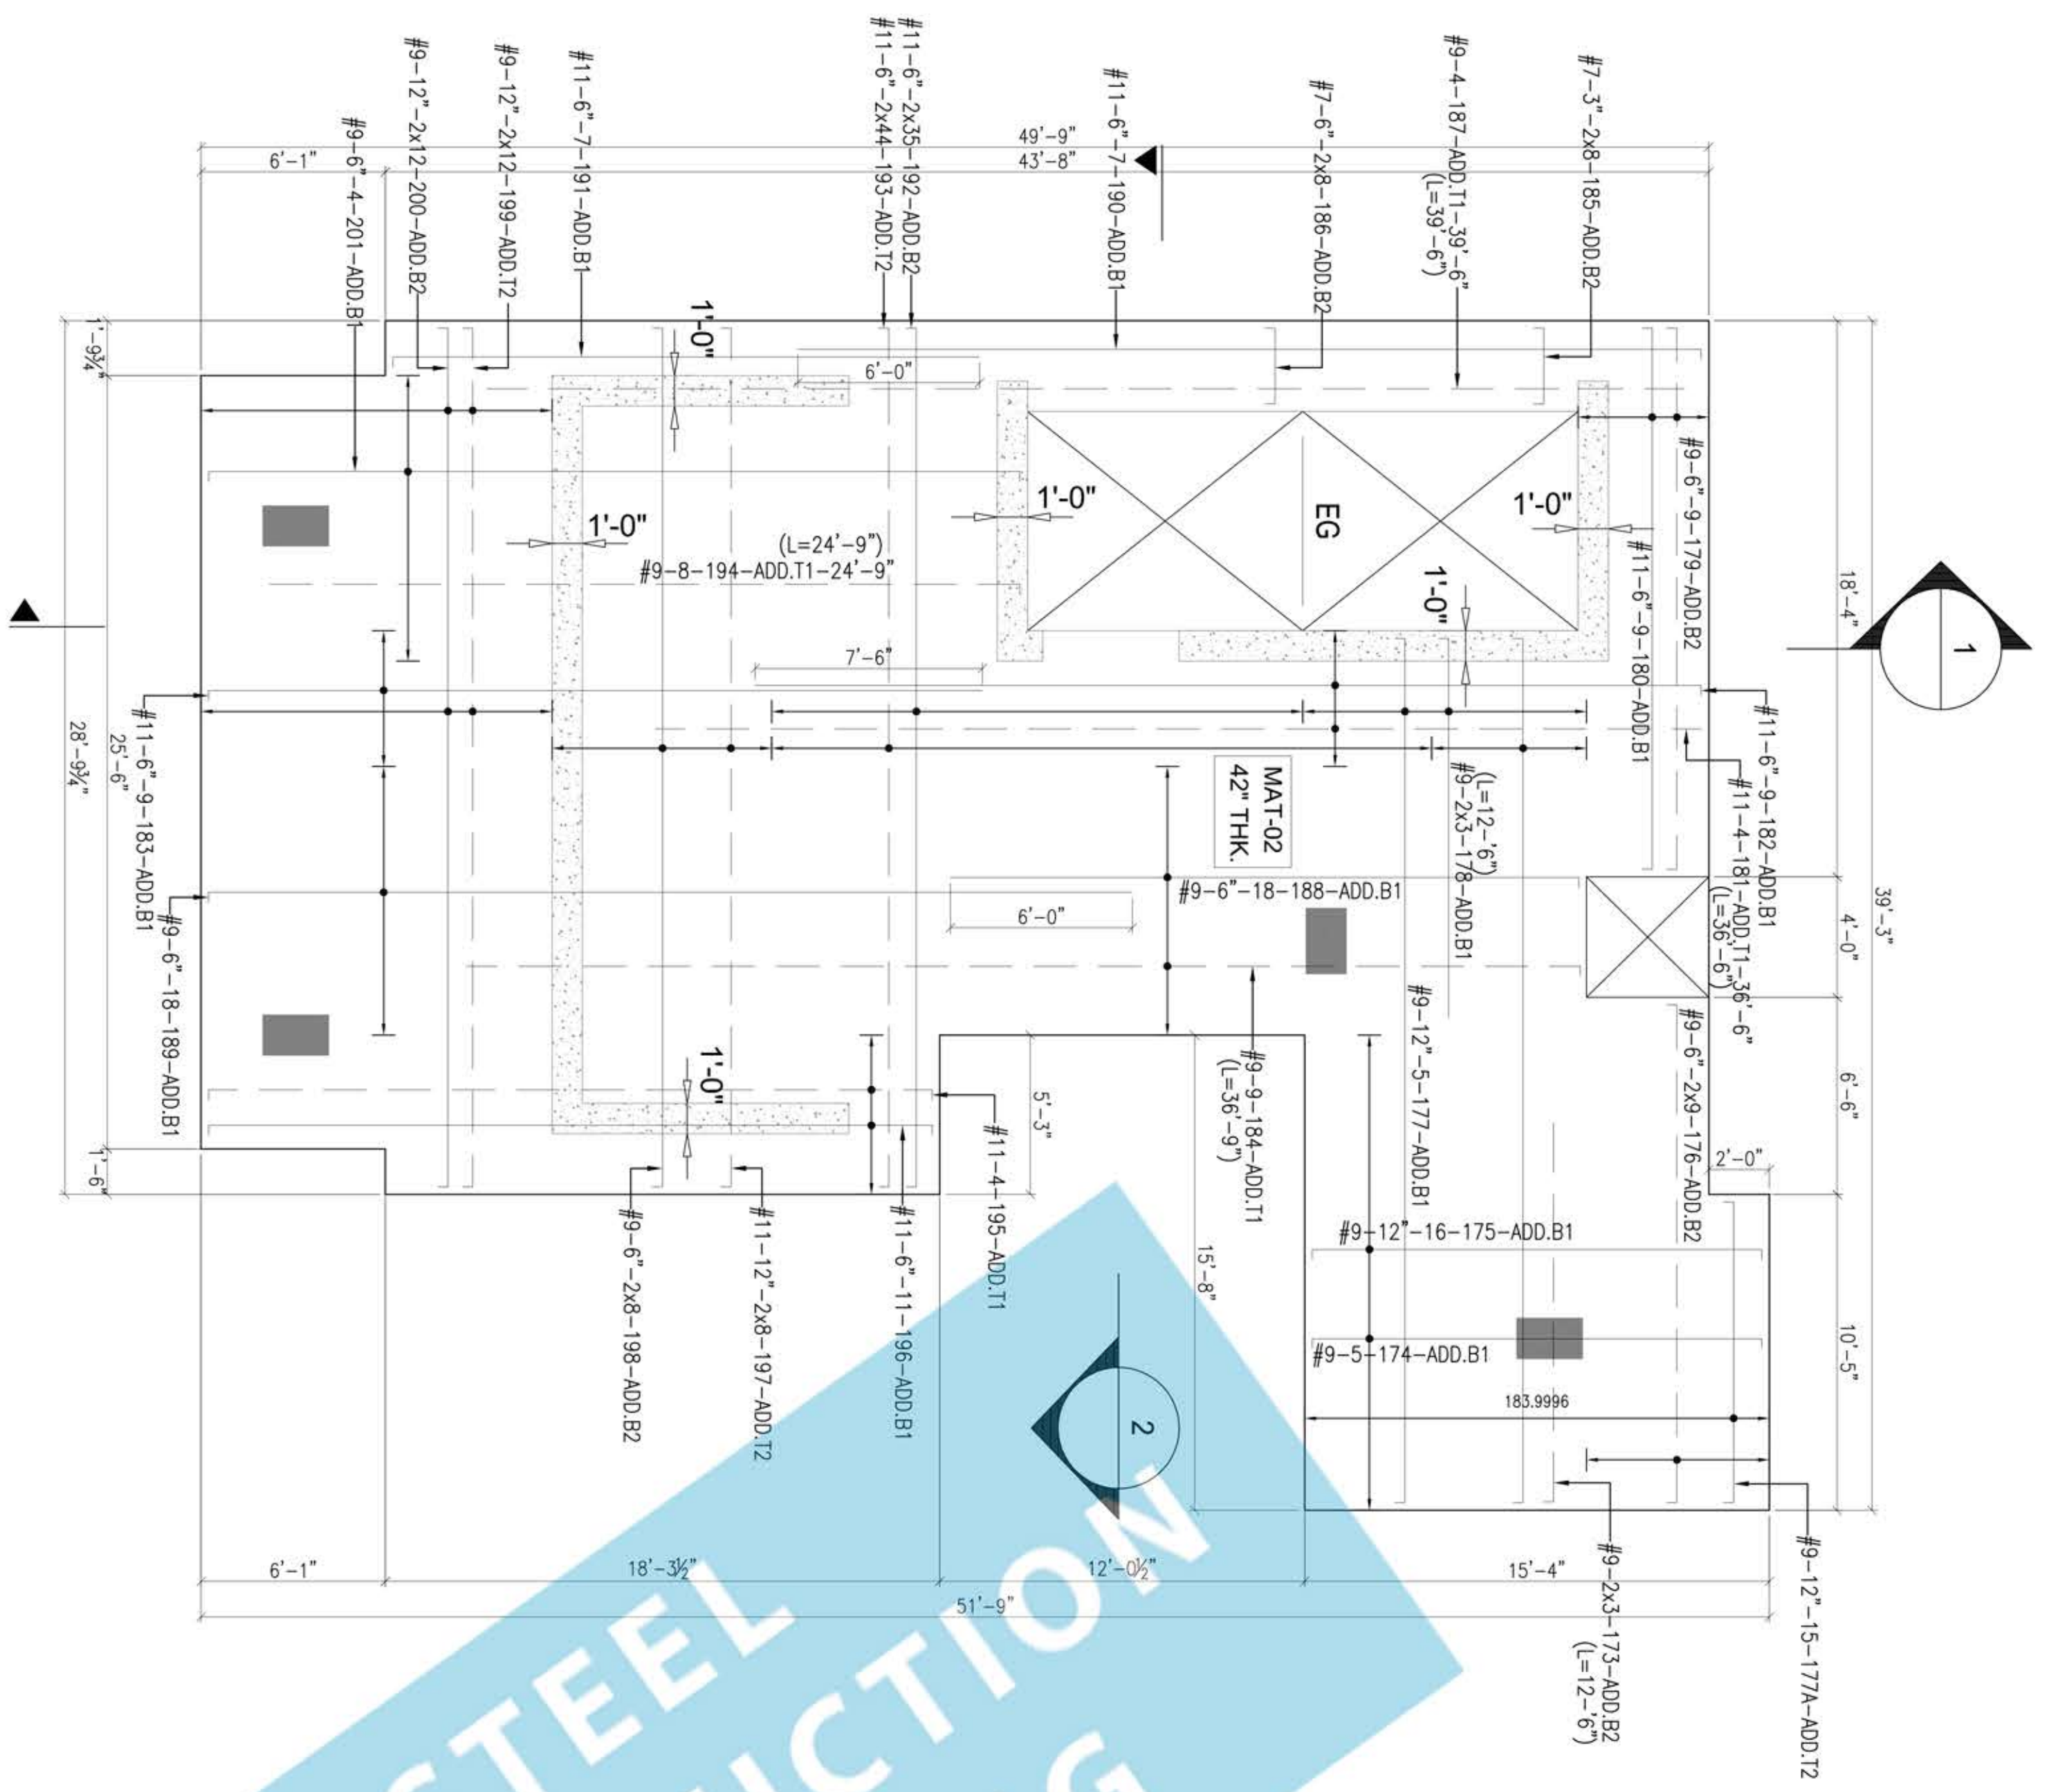 #11-6"-2x35-192-ADD.B2
#11-6"-2x44-193-ADD.T2
#9-12"-2x12-200-ADD.B2
#9-12"-2x12-199-ADD.T2
#11-6"-7-191-ADD.B1
#11-6"-7-190-ADD.B1
#7-6"-2x8-186-ADD.B2
#9-4-187-ADD.T1-39'-6"
(L=39'-6")
#7-3"-2x8-185-ADD.B2
#9-6"-4-201-ADD.B1
49'-9"
43'-8"
6'-1"
1'-9¾"
1'-0"
6'-0"
1'-0"
1'-0"
EG
1'-0"
1'-0"
#9-6"-9-179-ADD.B2
#11-6"-9-180-ADD.B1
(L=24'-9")
#9-8-194-ADD.T1-24'-9"
18'-4"
1
7'-6"
#11-6"-9-182-ADD.B1
#11-4-181-ADD.T1-36'-6"
(L=36'-6")
#11-6"-9-183-ADD.B1
25'-6"
28'-9¾"
MAT-02
42" THK.
(L=12-'6")
#9-2x3-178-ADD.B1
#9-6"-18-188-ADD.B1
6'-0"
39'-3"
4'-0"
#9-6"-18-189-ADD.B1
#9-12"-5-177-ADD.B1
#9-6"-2x9-176-ADD.B2
6'-6"
1'-0"
5'-3"
#9-9-184-ADD.T1
(L=36'-9")
2'-0"
1'-6"
#11-4-195-ADD.T1
#9-6"-2x8-198-ADD.B2
#11-12"-2x8-197-ADD.T2
#11-6"-11-196-ADD.B1
15'-8"
#9-12"-16-175-ADD.B1
10'-5"
#9-5-174-ADD.B1
183.9996
2
#9-2x3-173-ADD.B2
(L=12-'6")
#9-12"-15-177A-ADD.T2
6'-1"
18'-3½"
12'-0½"
15'-4"
51'-9"
STEEL